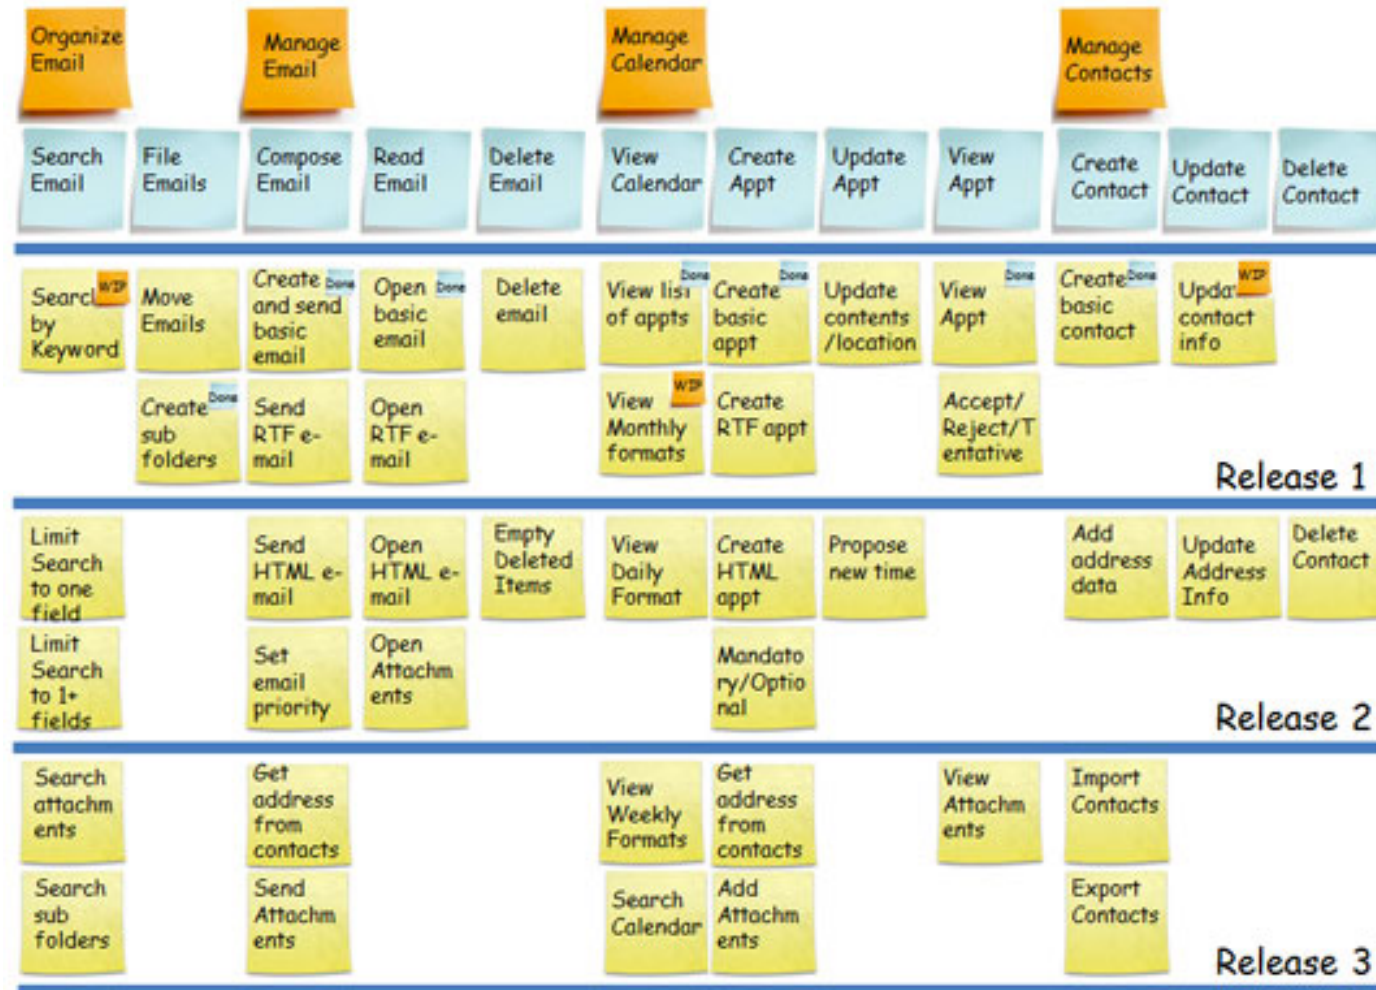 Organize
Email
Manage
Email
Manage
Calendar
Manage
Contacts
Search
Email
File
Emails
Compose
Email
Read
Email
Delete
Email
View
Calendar
Create
Appt
Update
Appt
View
Appt
Create
Contact
Update
Contact
Delete
Contact
Searc
WIP
by
Keyword
Move
Emails
Create
Done
and send
basic
email
Open
Done
basic
email
Delete
email
View list
Done
of appts
Create
Done
basic
appt
Update
contents
/location
View
Done
Appt
Create
Done
basic
contact
Upda
WIP
contact
info
Create
Done
sub
folders
Send
RTF e-
mail
Open
RTF e-
mail
View
WIP
Monthly
formats
Create
RTF appt
Accept/
Reject/T
entative
Release 1
Limit
Search
to one
field
Send
HTML e-
mail
Open
HTML e-
mail
Empty
Deleted
Items
View
Daily
Format
Create
HTML
appt
Propose
new time
Add
address
data
Update
Address
Info
Delete
Contact
Limit
Search
to 1+
fields
Set
email
priority
Open
Attachm
ents
Mandato
ry/Optio
nal
Release 2
Search
attachm
ents
Get
address
from
contacts
View
Weekly
Formats
Get
address
from
contacts
View
Attachm
ents
Import
Contacts
Search
sub
folders
Send
Attachm
ents
Search
Calendar
Add
Attachm
ents
Export
Contacts
Release 3